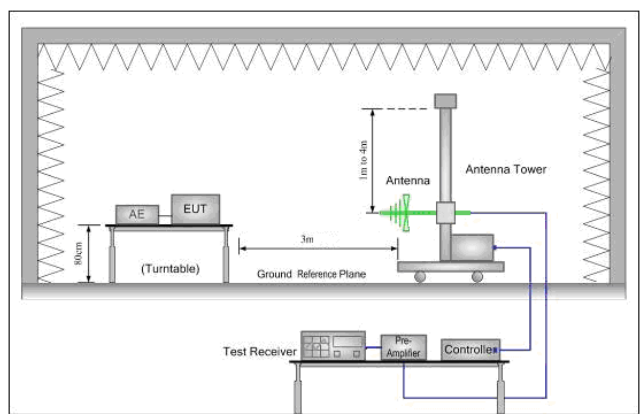 1m to 4m
Antenna
Antenna Tower
AE
EUT
80cm
(Turntable)
3m
Ground Reference Plane
Test Receiver
Pre-
Amplifier
Controller